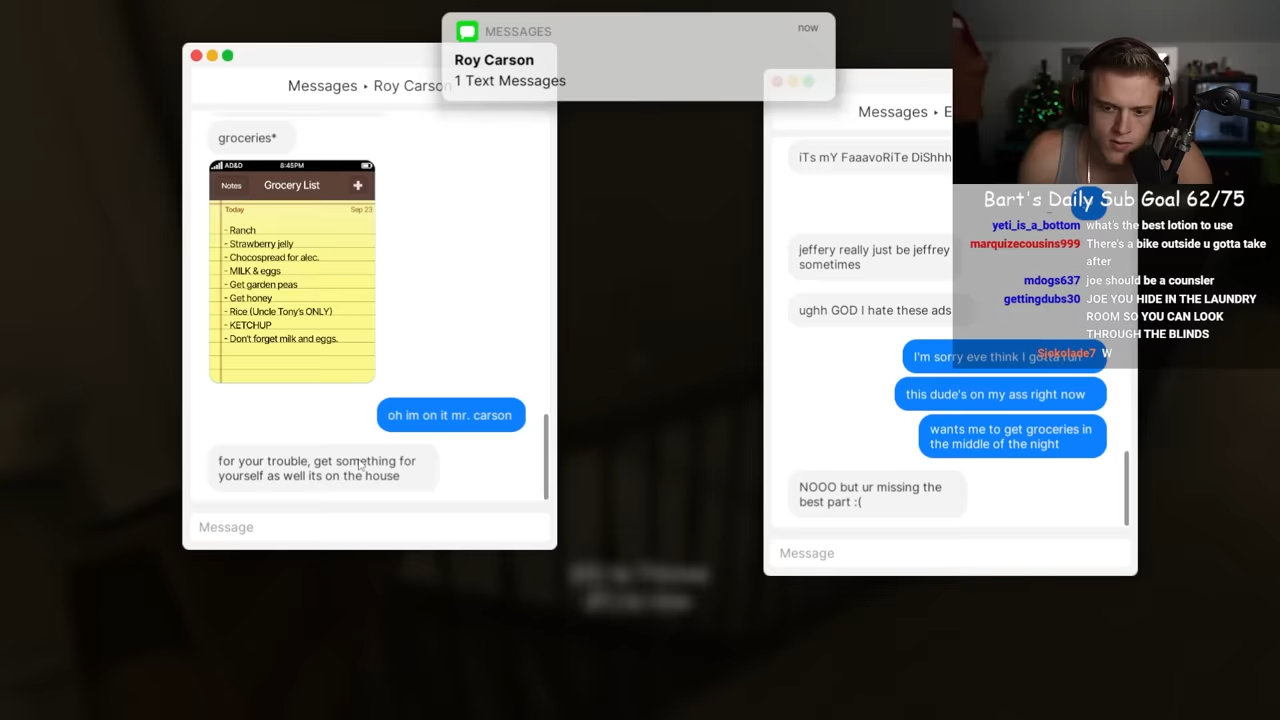 MESSAGES
now
Roy Carson
1 Text Messages
Messages ‣ Roy Carson
groceries*
AD&D
8:45PM
Notes
Grocery List
+
Today
Sep 23
- Ranch
- Strawberry jelly
- Chocospread for alec.
- MILK & eggs
- Get garden peas
- Get honey
- Rice (Uncle Tony's ONLY)
- KETCHUP
- Don't forget milk and eggs.
oh im on it mr. carson
for your trouble, get something for
yourself as well its on the house
Message
Messages ‣ E
iTs mY FaaavoRiTe DiShhh
jeffery really just be jeffrey
sometimes
ughh GOD I hate these ads
I'm sorry eve think I gotta run
this dude's on my ass right now
wants me to get groceries in
the middle of the night
NOOO but ur missing the
best part :(
Message
Bart's Daily Sub Goal 62/75
yeti_is_a_bottom what's the best lotion to use
marquizecousins999 There's a bike outside u gotta take
after
mdogs637 joe should be a counsler
gettingdubs30 JOE YOU HIDE IN THE LAUNDRY
ROOM SO YOU CAN LOOK
THROUGH THE BLINDS
Siokolade7 W